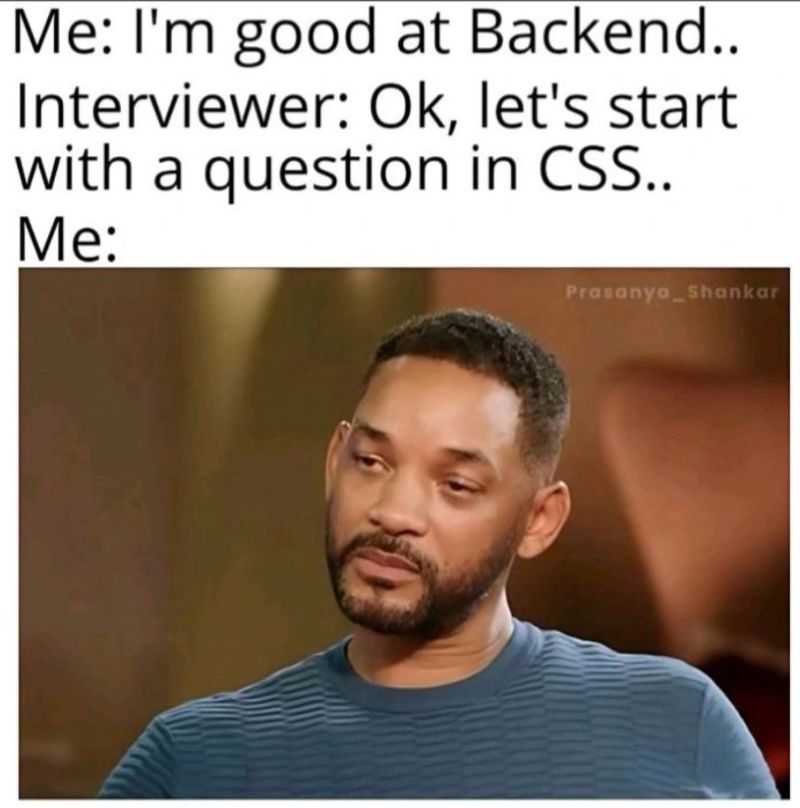 Me: I'm good at Backend..
Interviewer: Ok, let's start
with a question in CSS..
Me:
Prasanya_Shankar